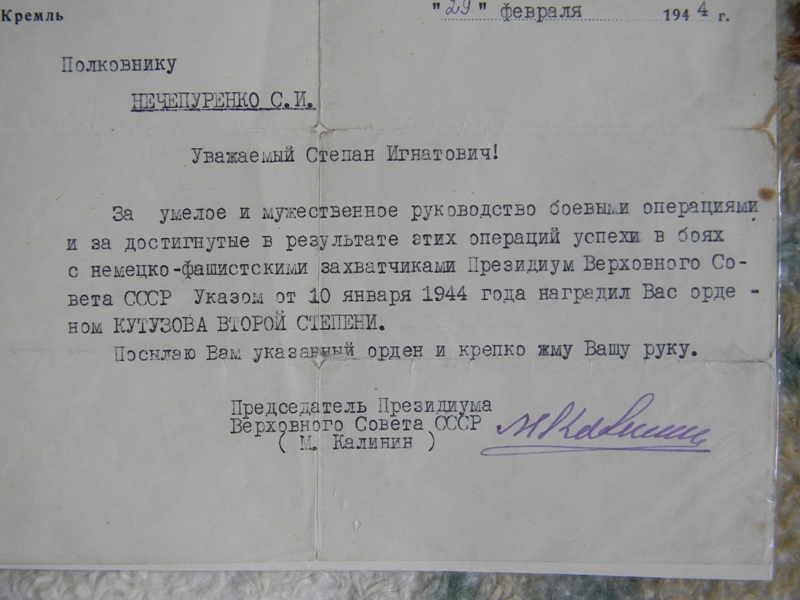 Кремль "29" февраля 1944 г.
Полковнику
НЕЧЕПУРЕНКО С.И.
Уважаемый Степан Игнатович!
За умелое и мужественное руководство боевыми операциями
и за достигнутые в результате этих операций успехи в боях
с немецко-фашистскими захватчиками Президиум Верховного Со-
вета СССР Указом от 10 января 1944 года наградил Вас орде -
ном КУТУЗОВА ВТОРОЙ СТЕПЕНИ.
Посылаю Вам указанный орден и крепко жму Вашу руку.
Председатель Президиума
Верховного Совета СССР
( М. Калинин )
МКалинин